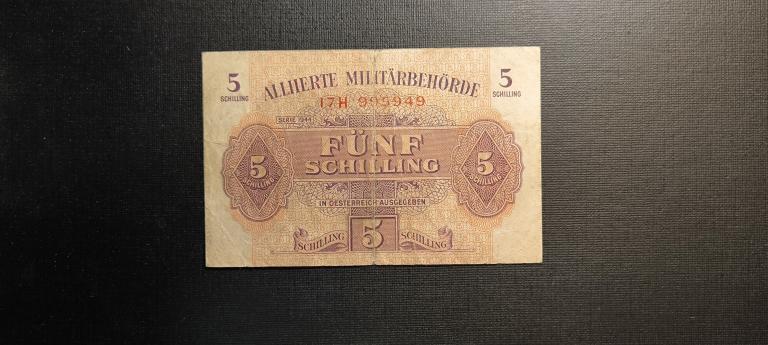 5 SCHILLING
5 SCHILLING
ALLIIERTE MILITÄRBEHÖRDE
17H 995949
SERIE 1944
FÜNF
SCHILLING
5 SCHILLING
5 SCHILLING
IN OESTERREICH AUSGEGEBEN
SCHILLING 5 SCHILLING